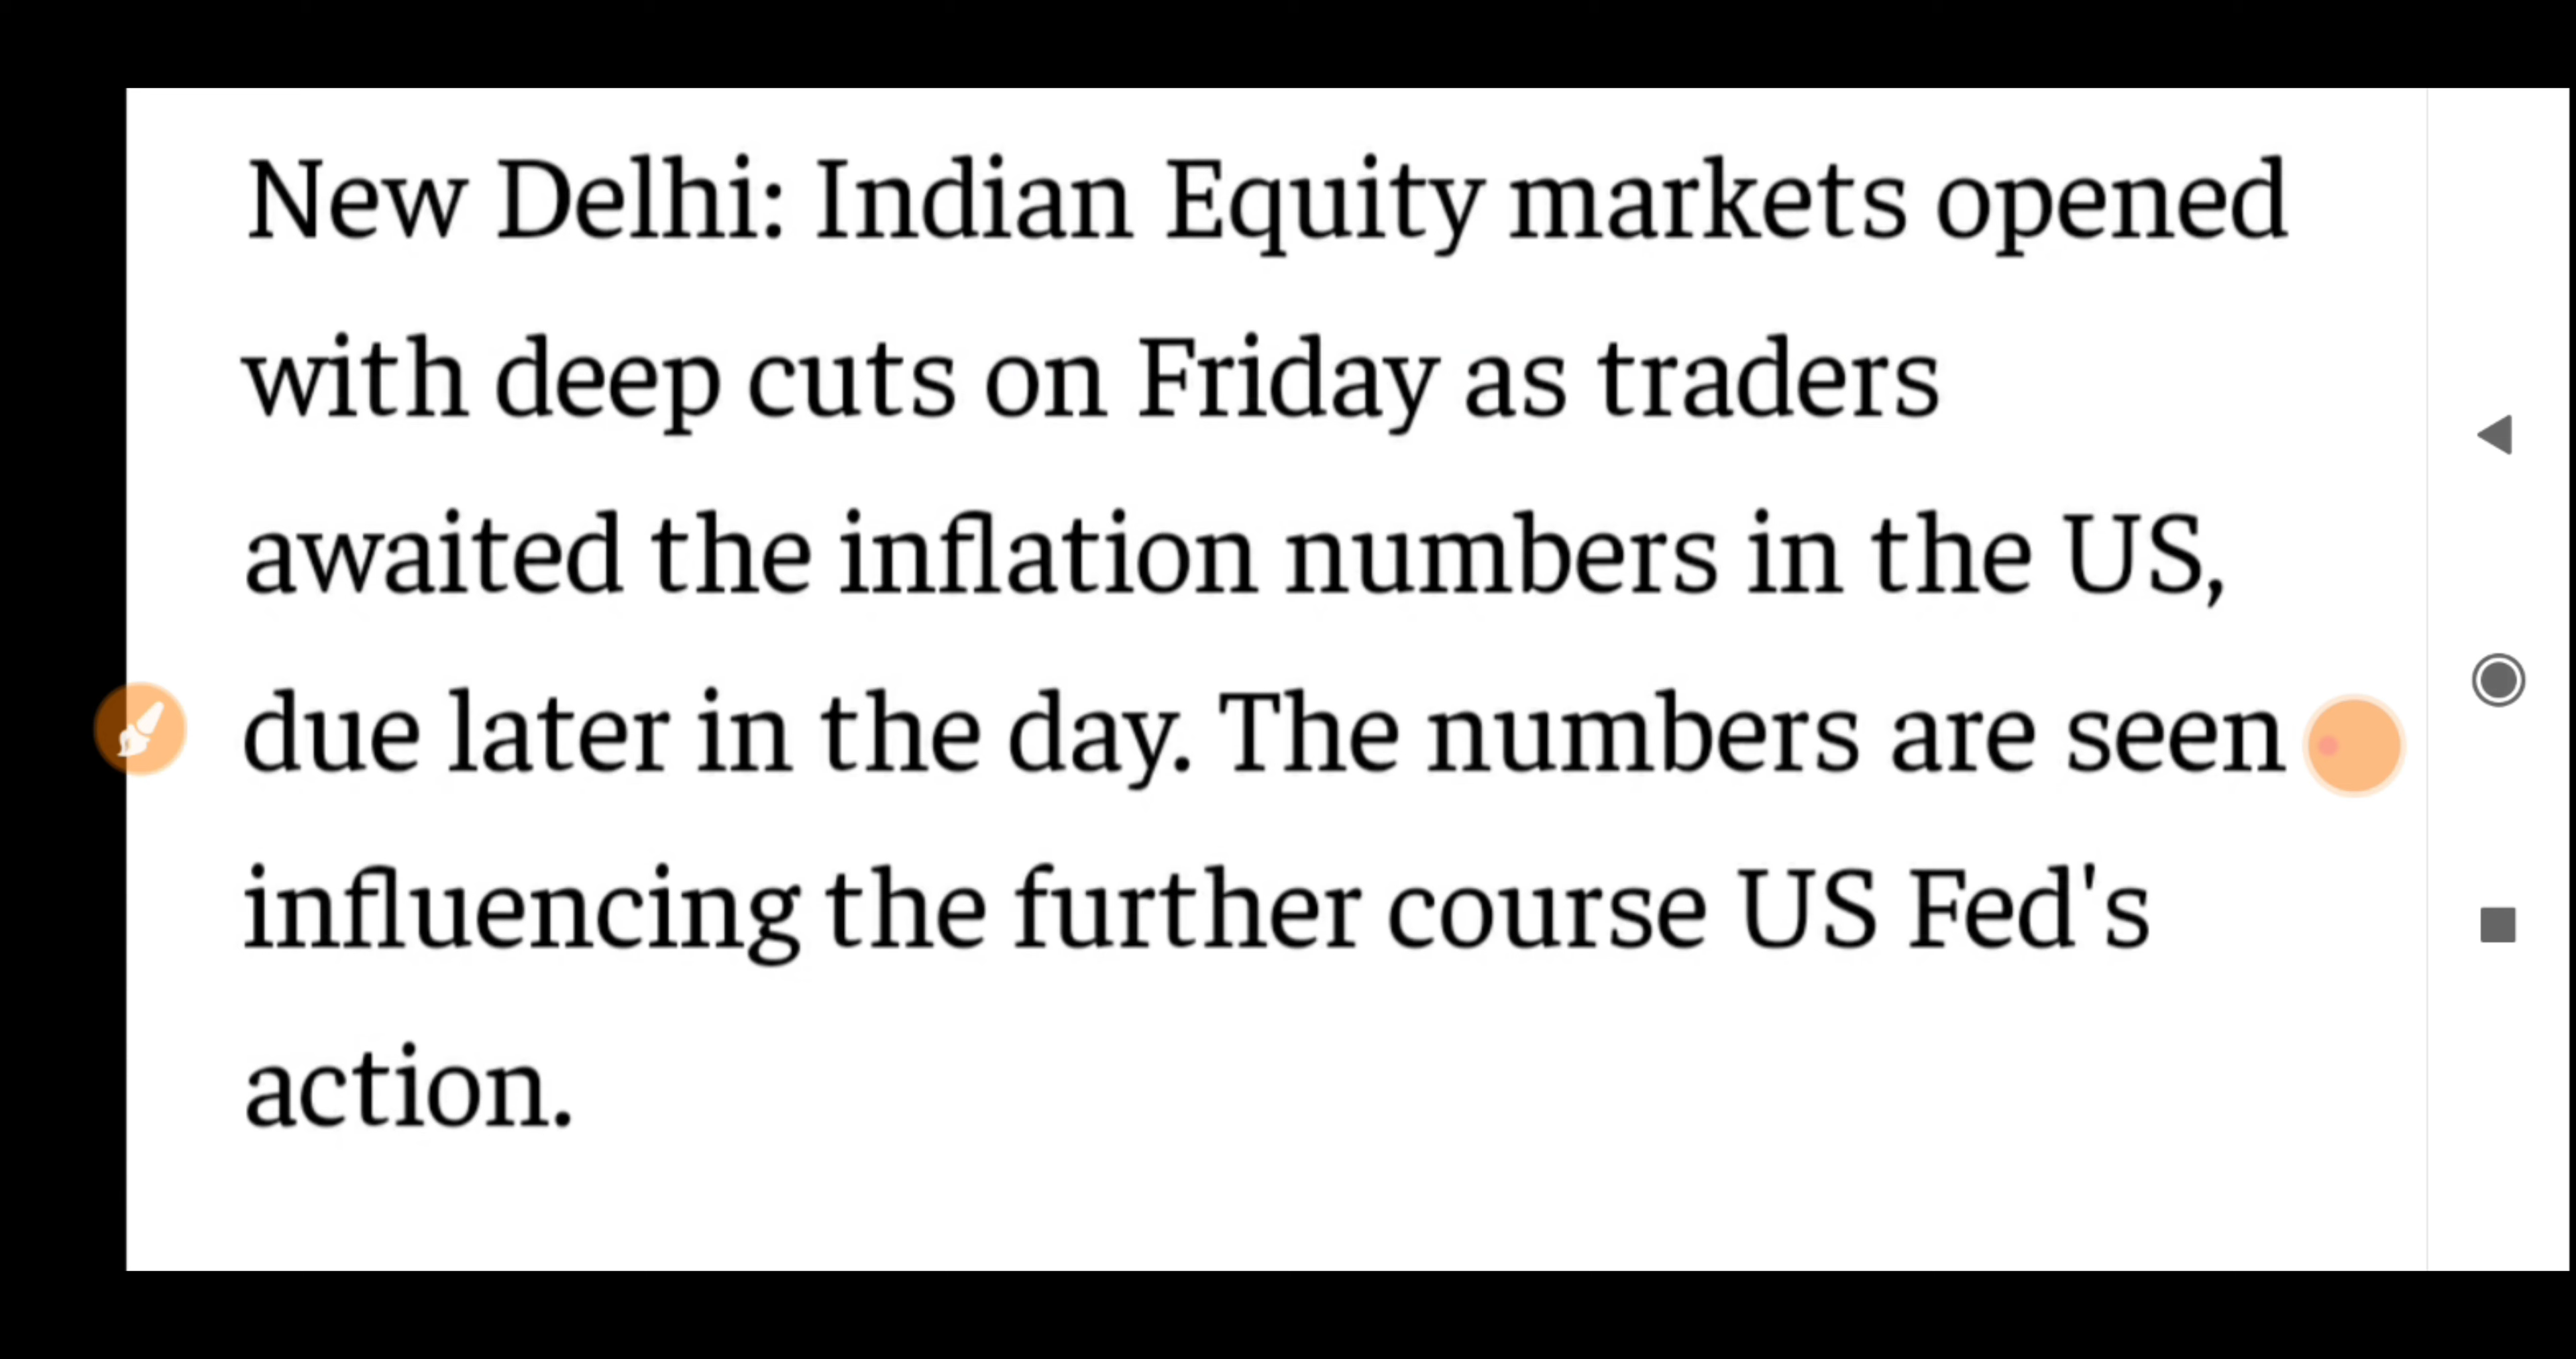 New Delhi: Indian Equity markets opened
with deep cuts on Friday as traders
awaited the inflation numbers in the US,
due later in the day. The numbers are seen
influencing the further course US Fed's
action.